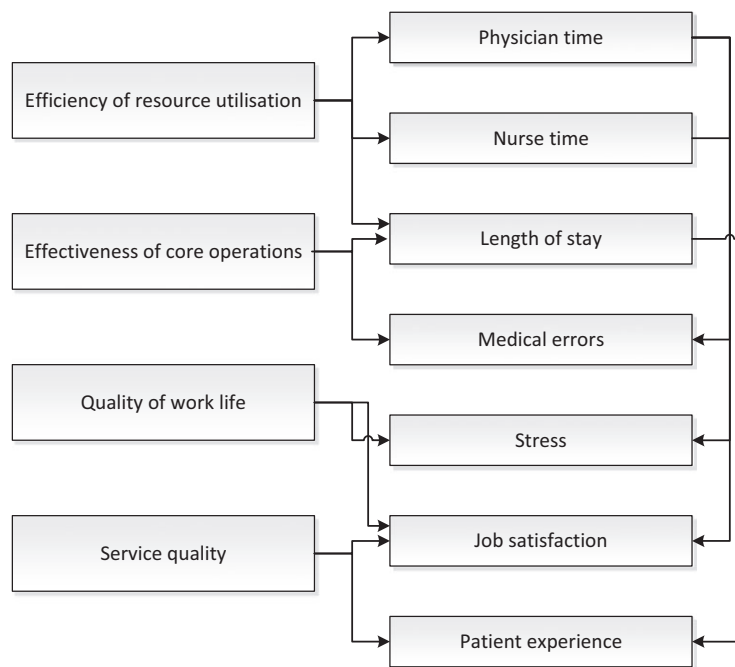 Physician time
Efficiency of resource utilisation
Nurse time
Effectiveness of core operations
Length of stay
Medical errors
Quality of work life
Stress
Service quality
Job satisfaction
Patient experience